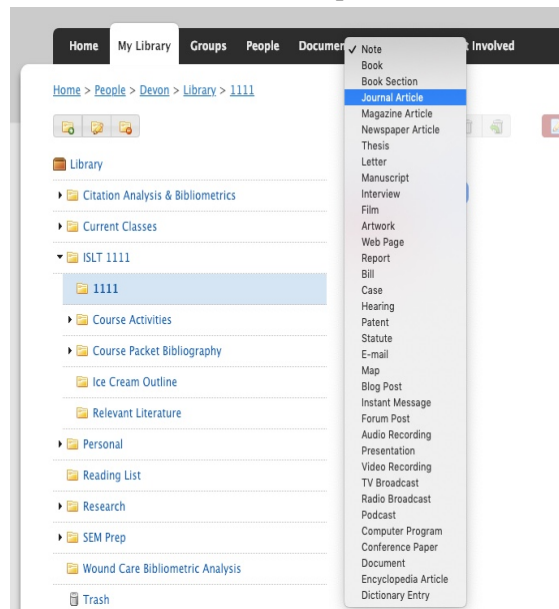 Home My Library Groups People Documen t Involved
Home > People > Devon > Library > 1111
Library
Citation Analysis & Bibliometrics
Current Classes
ISLT 1111
1111
Course Activities
Course Packet Bibliography
Ice Cream Outline
Relevant Literature
Personal
Reading List
Research
SEM Prep
Wound Care Bibliometric Analysis
Trash
✓ Note
Book
Book Section
Journal Article
Magazine Article
Newspaper Article
Thesis
Letter
Manuscript
Interview
Film
Artwork
Web Page
Report
Bill
Case
Hearing
Patent
Statute
E-mail
Map
Blog Post
Instant Message
Forum Post
Audio Recording
Presentation
Video Recording
TV Broadcast
Radio Broadcast
Podcast
Computer Program
Conference Paper
Document
Encyclopedia Article
Dictionary Entry